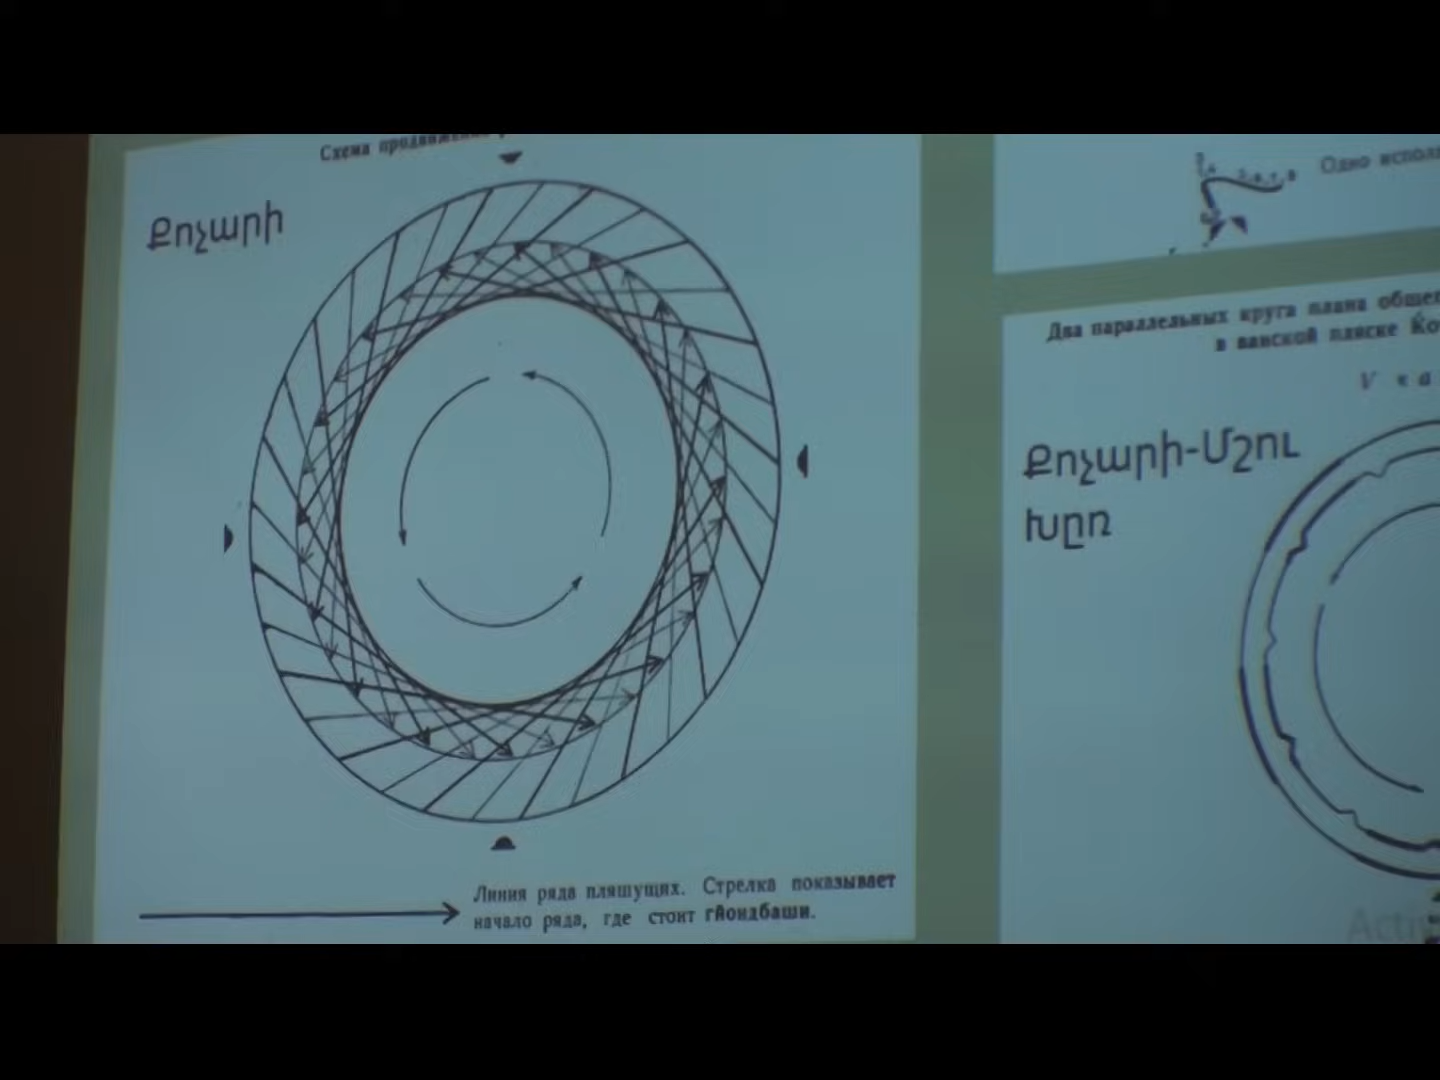 Схема
Քոչարի
Линия ряда пляшущих. Стрелка показывает
начало ряда, где стоит гйондбаши.
Одно
Два параллельных круга плана
в ванской пляске
Քոչարի-Մշու
Խըռ